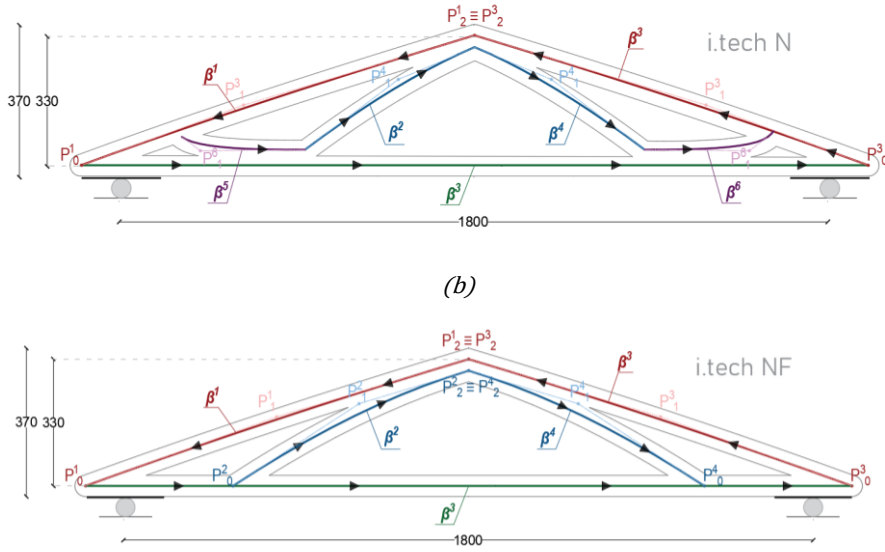 P¹₂ ≡ P³₂
i.tech N
β³
β¹
P³₁
P⁴₁
P⁴₁
P³₁
370
330
β²
β⁴
P¹₀
P⁵₁
P⁶₁
P³₀
β⁵
β³
β⁶
1800
(b)
P¹₂ ≡ P³₂
i.tech NF
β³
β¹
P¹₁
P²₁
P²₂ ≡ P⁴₂
P⁴₁
P³₁
370
330
β²
β⁴
P¹₀
P²₀
P⁴₀
P³₀
β³
1800